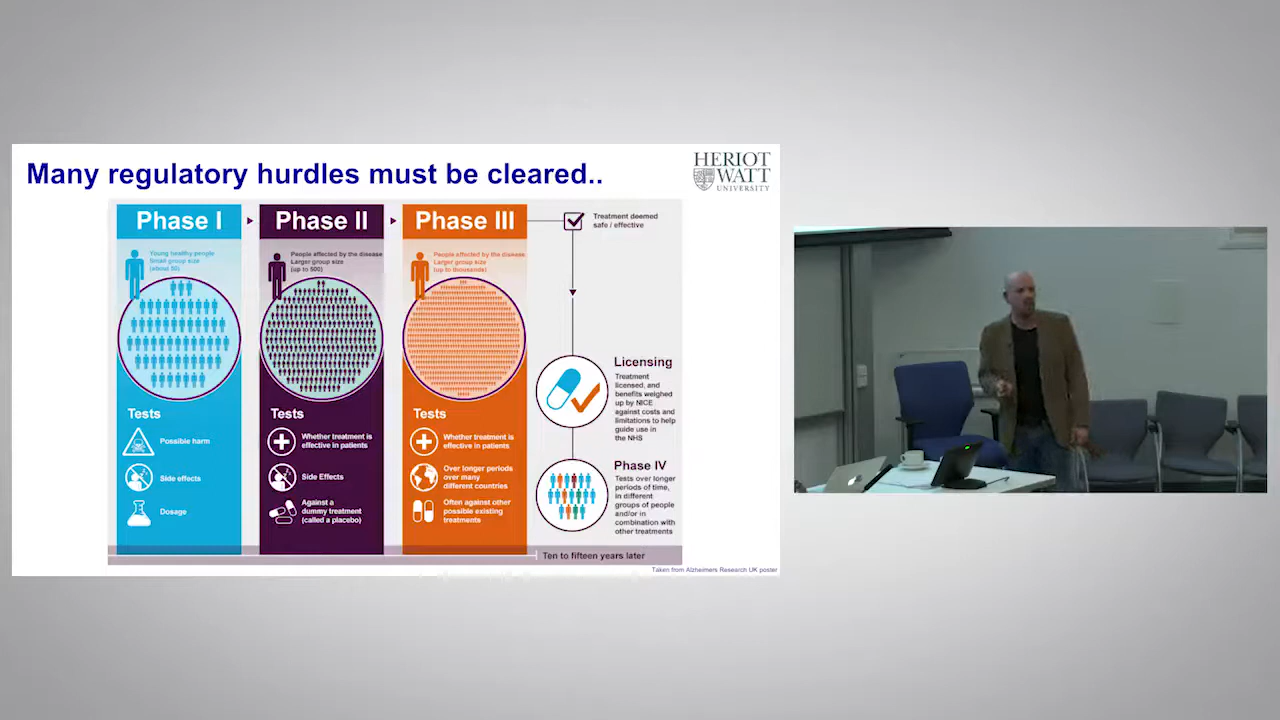 Many regulatory hurdles must be cleared..
HERIOT
WATT
UNIVERSITY
Phase I
Young healthy people
Small group size
(about 50)
Tests
Possible harm
Side effects
Dosage
Phase II
People affected by the disease
Larger group size
(up to 500)
Tests
Whether treatment is
effective in patients
Side Effects
Against a
dummy treatment
(called a placebo)
Phase III
People affected by the disease
Larger group size
(up to thousands)
Tests
Whether treatment is
effective in patients
Over longer periods
over many
different countries
Often against other
possible existing
treatments
Treatment deemed
safe / effective
Licensing
Treatment
licensed, and
benefits weighed
up by NICE
against costs and
limitations to help
guide use in
the NHS
Phase IV
Tests over longer
periods of time,
in different
groups of people
and/or in
combination with
other treatments
Ten to fifteen years later
Taken from Alzheimers Research UK poster